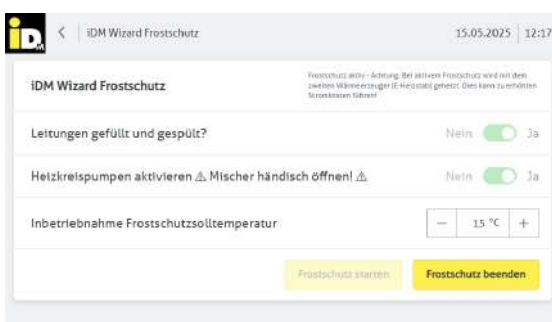 iDM
< iDM Wizard Frostschutz 15.05.2025 12:17
iDM Wizard Frostschutz
Frostschutz aktiv - Achtung: Bei aktivem Frostschutz wird mit dem
zweiten Wärmeerzeuger (E-Heizstab) geheizt. Dies kann zu erhöhten
Stromkosten führen!
Leitungen gefüllt und gespült? Nein Ja
Heizkreispumpen aktivieren ⚠ Mischer händisch öffnen! ⚠ Nein Ja
Inbetriebnahme Frostschutzsolltemperatur − 15 °C +
Frostschutz starten Frostschutz beenden